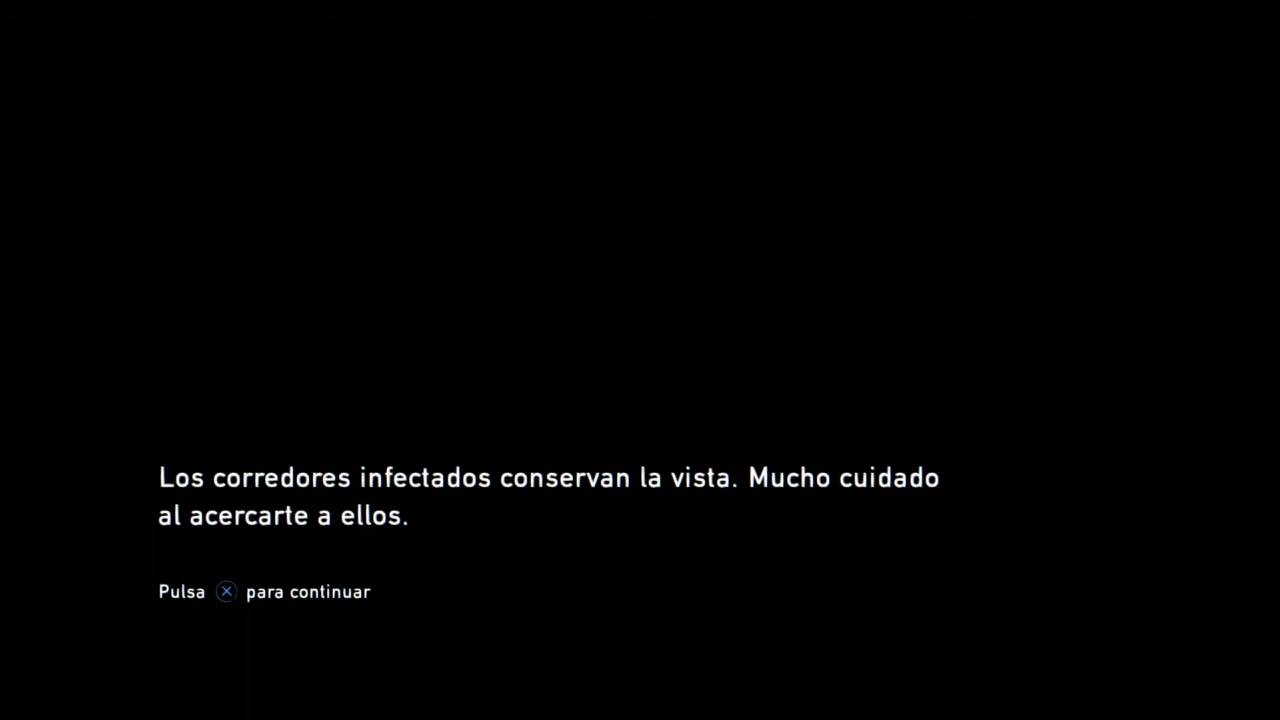 Los corredores infectados conservan la vista. Mucho cuidado
al acercarte a ellos.
Pulsa ⓧ para continuar